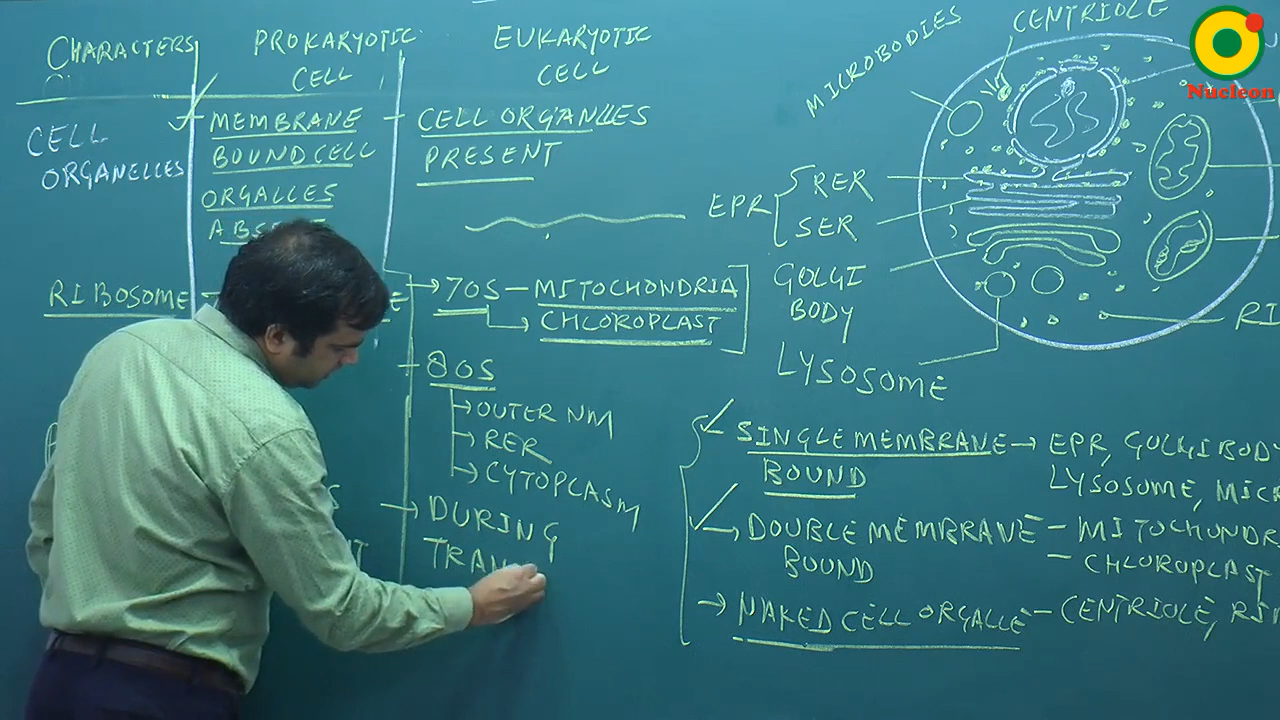 CHARACTERS
PROKARYOTIC
CELL
EUKARYOTIC
CELL
CELL
ORGANELLES
MEMBRANE
BOUND CELL
ORGALLES
CELL ORGANLLES
PRESENT
RIBOSOME
70S - MITOCHONDRIA
CHLOROPLAST
80S
OUTER NM
RER
CYTOPLASM
DURING
MICROBODIES
CENTRIOLE
EPR
RER
SER
GOLGI
BODY
LYSOSOME
SINGLE MEMBRANE → EPR, GOLGI BODY
BOUND
LYSOSOME,
DOUBLE MEMBRANE - 
BOUND
- CHLOROPLAST
NAKED CELL ORGALLE - CENTRIOLE,
Nucleon